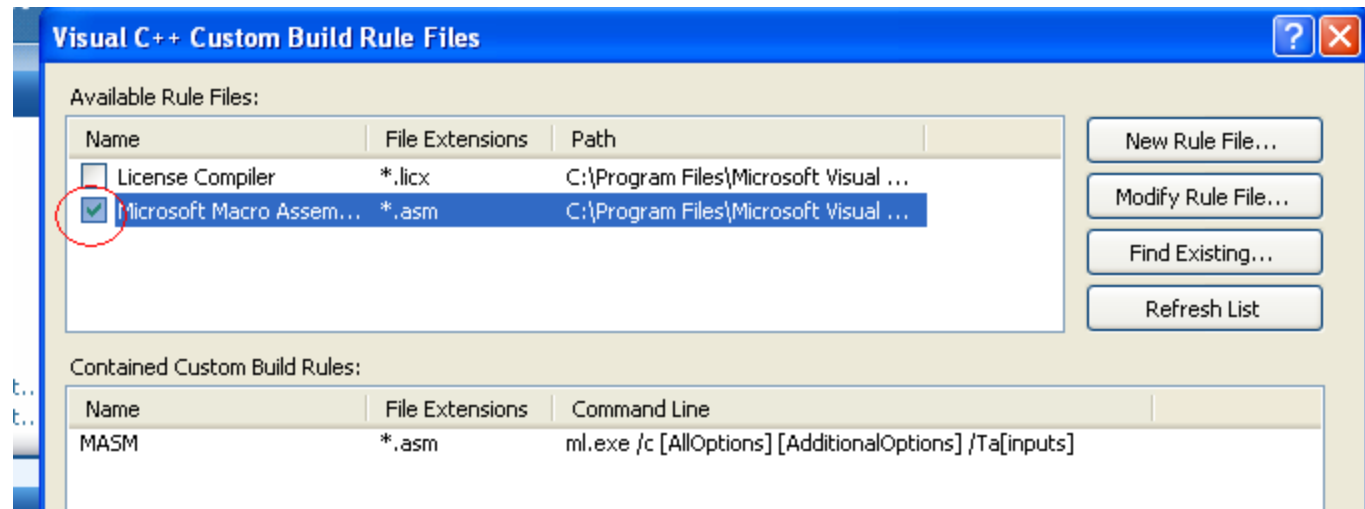 Visual C++ Custom Build Rule Files
Available Rule Files:
Name File Extensions Path
New Rule File...
License Compiler *.licx C:\Program Files\Microsoft Visual ...
Modify Rule File...
Microsoft Macro Assem... *.asm C:\Program Files\Microsoft Visual ...
Find Existing...
Refresh List
Contained Custom Build Rules:
t..
Name File Extensions Command Line
t..
MASM *.asm ml.exe /c [AllOptions] [AdditionalOptions] /Ta[inputs]